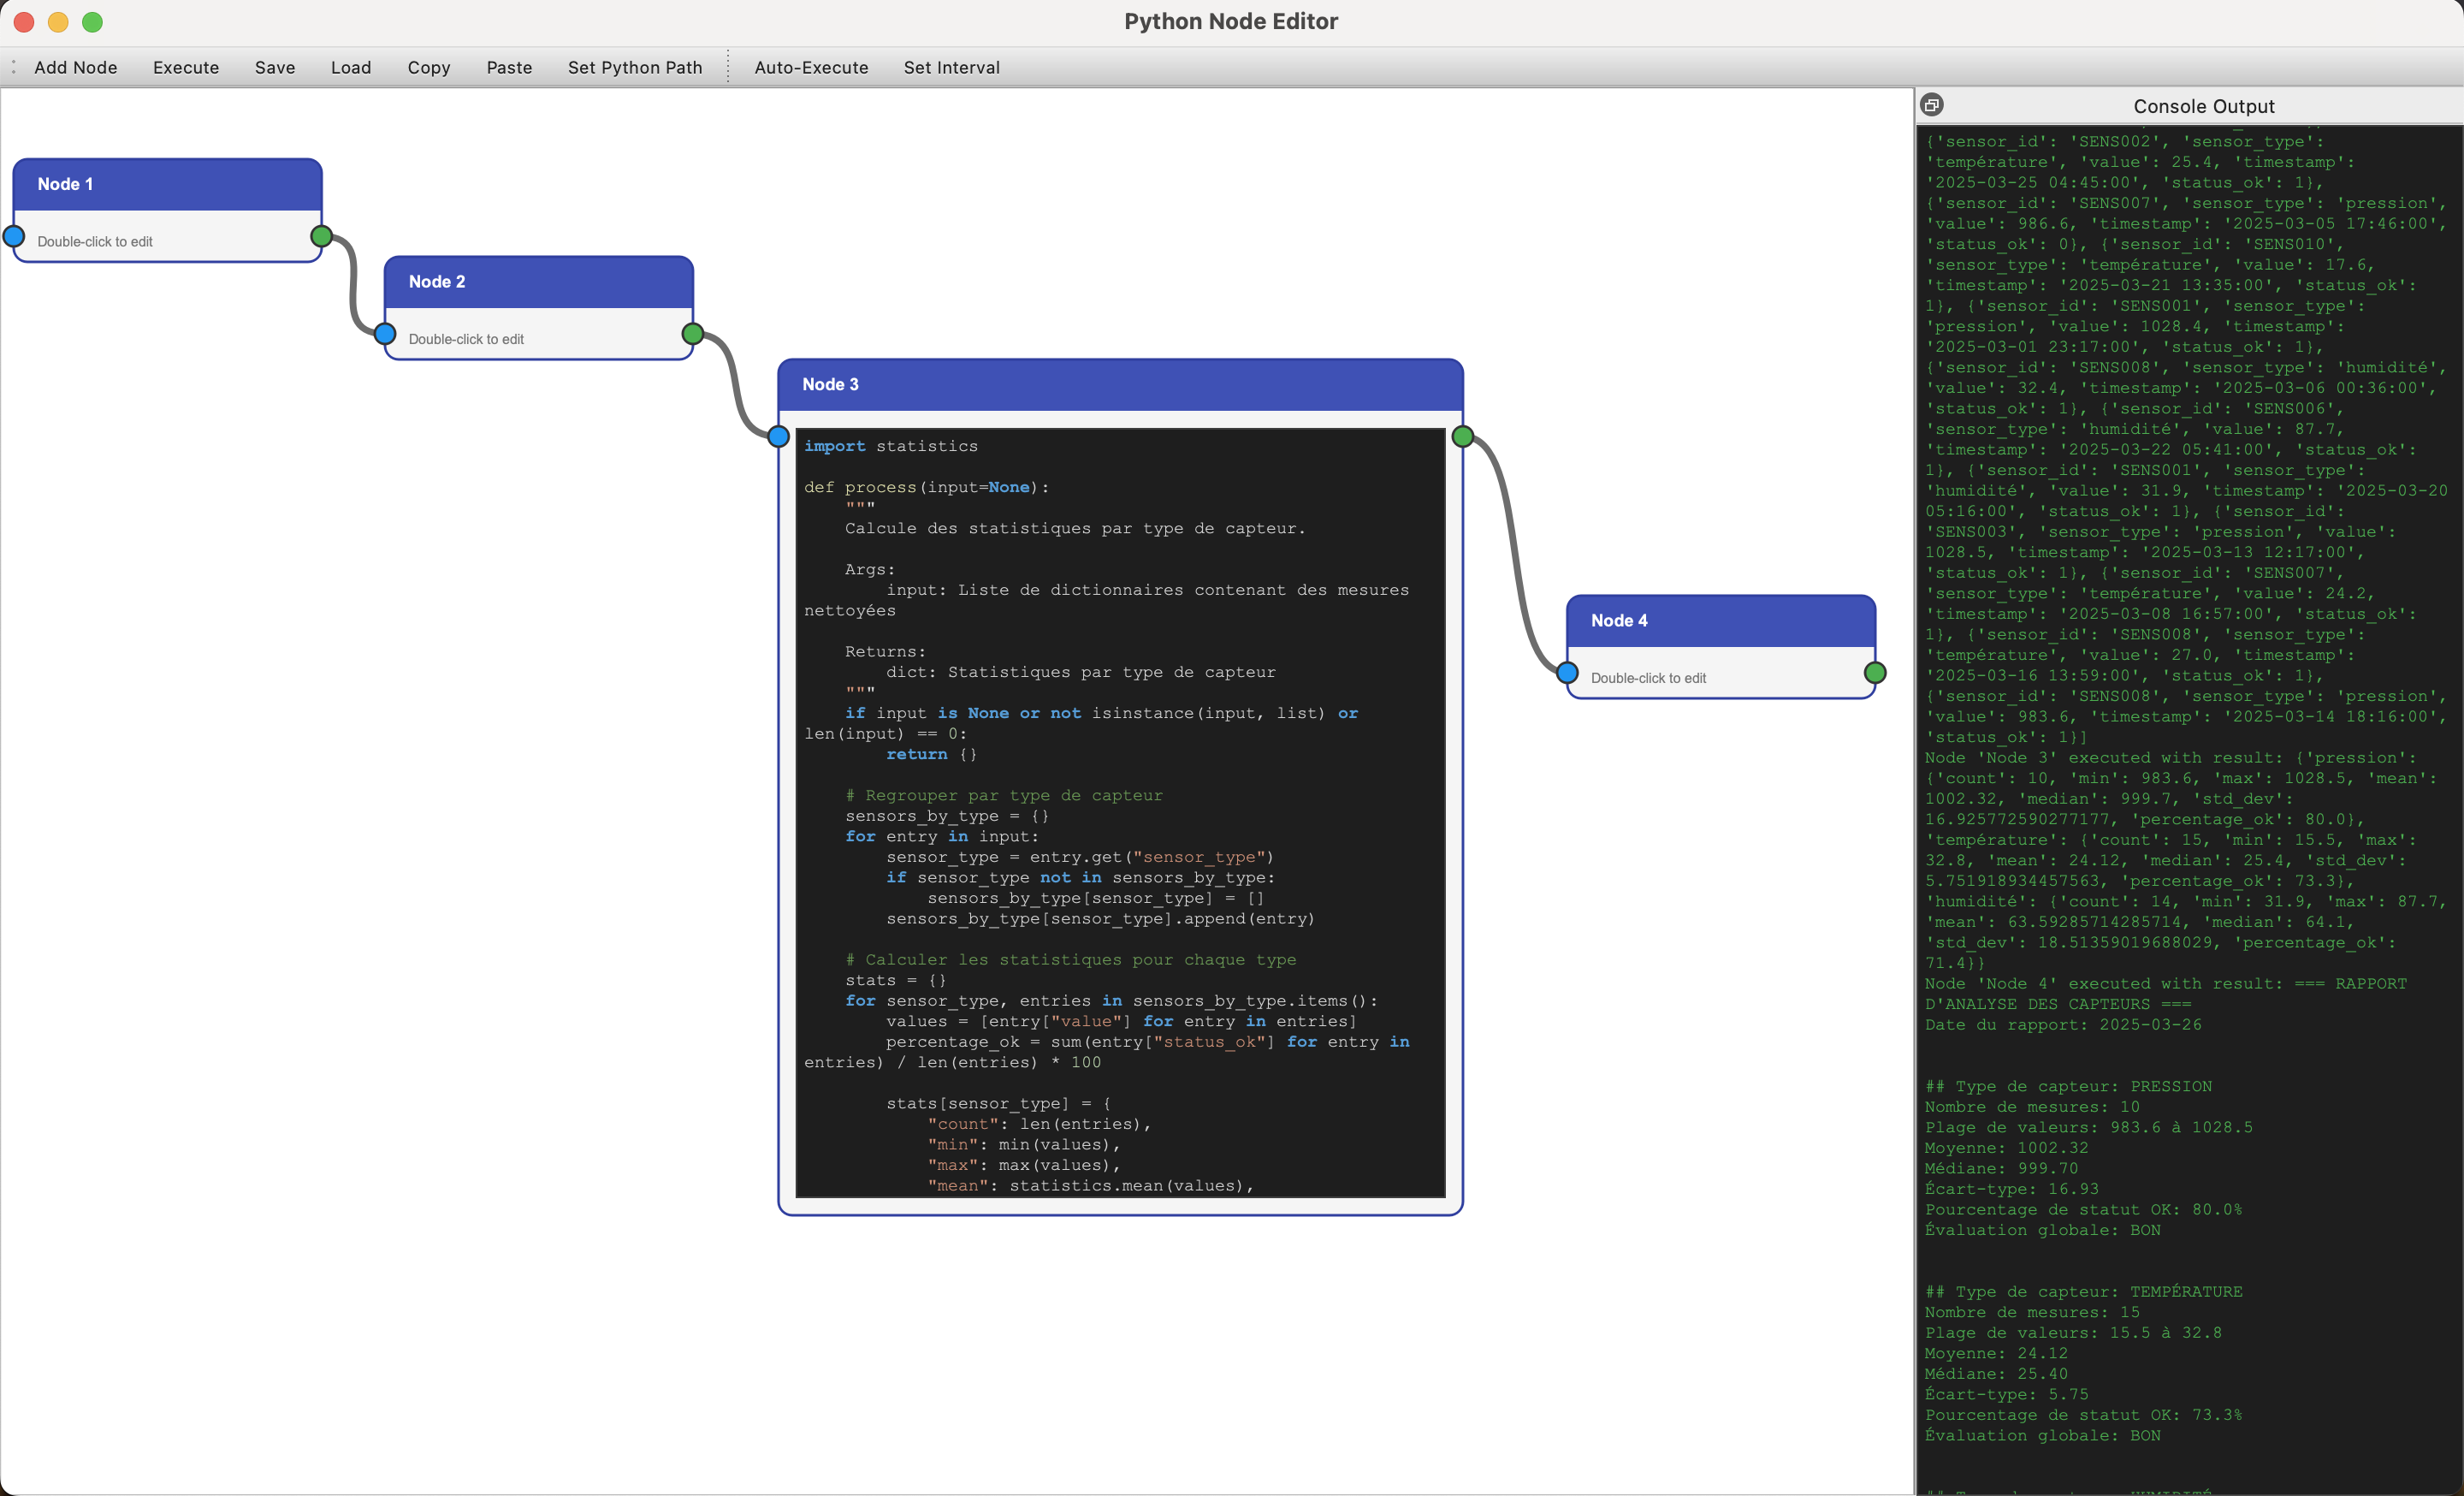 Python Node Editor
Add Node Execute Save Load Copy Paste Set Python Path Auto-Execute Set Interval
Node 1
Double-click to edit
Node 2
Double-click to edit
Node 3
import statistics
def process(input=None):
"""
Calcule des statistiques par type de capteur.
Args:
input: Liste de dictionnaires contenant des mesures
nettoyées
Returns:
dict: Statistiques par type de capteur
"""
if input is None or not isinstance(input, list) or
len(input) == 0:
return {}
# Regrouper par type de capteur
sensors_by_type = {}
for entry in input:
sensor_type = entry.get("sensor_type")
if sensor_type not in sensors_by_type:
sensors_by_type[sensor_type] = []
sensors_by_type[sensor_type].append(entry)
# Calculer les statistiques pour chaque type
stats = {}
for sensor_type, entries in sensors_by_type.items():
values = [entry["value"] for entry in entries]
percentage_ok = sum(entry["status_ok"] for entry in
entries) / len(entries) * 100
stats[sensor_type] = {
"count": len(entries),
"min": min(values),
"max": max(values),
"mean": statistics.mean(values),
Node 4
Double-click to edit
Console Output
{'sensor_id': 'SENS002', 'sensor_type':
'température', 'value': 25.4, 'timestamp':
'2025-03-25 04:45:00', 'status_ok': 1},
{'sensor_id': 'SENS007', 'sensor_type': 'pression',
'value': 986.6, 'timestamp': '2025-03-05 17:46:00',
'status_ok': 0}, {'sensor_id': 'SENS010',
'sensor_type': 'température', 'value': 17.6,
'timestamp': '2025-03-21 13:35:00', 'status_ok':
1}, {'sensor_id': 'SENS001', 'sensor_type':
'pression', 'value': 1028.4, 'timestamp':
'2025-03-01 23:17:00', 'status_ok': 1},
{'sensor_id': 'SENS008', 'sensor_type': 'humidité',
'value': 32.4, 'timestamp': '2025-03-06 00:36:00',
'status_ok': 1}, {'sensor_id': 'SENS006',
'sensor_type': 'humidité', 'value': 87.7,
'timestamp': '2025-03-22 05:41:00', 'status_ok':
1}, {'sensor_id': 'SENS001', 'sensor_type':
'humidité', 'value': 31.9, 'timestamp': '2025-03-20
05:16:00', 'status_ok': 1}, {'sensor_id':
'SENS003', 'sensor_type': 'pression', 'value':
1028.5, 'timestamp': '2025-03-13 12:17:00',
'status_ok': 1}, {'sensor_id': 'SENS007',
'sensor_type': 'température', 'value': 24.2,
'timestamp': '2025-03-08 16:57:00', 'status_ok':
1}, {'sensor_id': 'SENS008', 'sensor_type':
'température', 'value': 27.0, 'timestamp':
'2025-03-16 13:59:00', 'status_ok': 1},
{'sensor_id': 'SENS008', 'sensor_type': 'pression',
'value': 983.6, 'timestamp': '2025-03-14 18:16:00',
'status_ok': 1}]
Node 'Node 3' executed with result: {'pression':
{'count': 10, 'min': 983.6, 'max': 1028.5, 'mean':
1002.32, 'median': 999.7, 'std_dev':
16.925772590277177, 'percentage_ok': 80.0},
'température': {'count': 15, 'min': 15.5, 'max':
32.8, 'mean': 24.12, 'median': 25.4, 'std_dev':
5.751918934457563, 'percentage_ok': 73.3},
'humidité': {'count': 14, 'min': 31.9, 'max': 87.7,
'mean': 63.59285714285714, 'median': 64.1,
'std_dev': 18.51359019688029, 'percentage_ok':
71.4}}
Node 'Node 4' executed with result: === RAPPORT
D'ANALYSE DES CAPTEURS ===
Date du rapport: 2025-03-26
## Type de capteur: PRESSION
Nombre de mesures: 10
Plage de valeurs: 983.6 à 1028.5
Moyenne: 1002.32
Médiane: 999.70
Écart-type: 16.93
Pourcentage de statut OK: 80.0%
Évaluation globale: BON
## Type de capteur: TEMPÉRATURE
Nombre de mesures: 15
Plage de valeurs: 15.5 à 32.8
Moyenne: 24.12
Médiane: 25.40
Écart-type: 5.75
Pourcentage de statut OK: 73.3%
Évaluation globale: BON